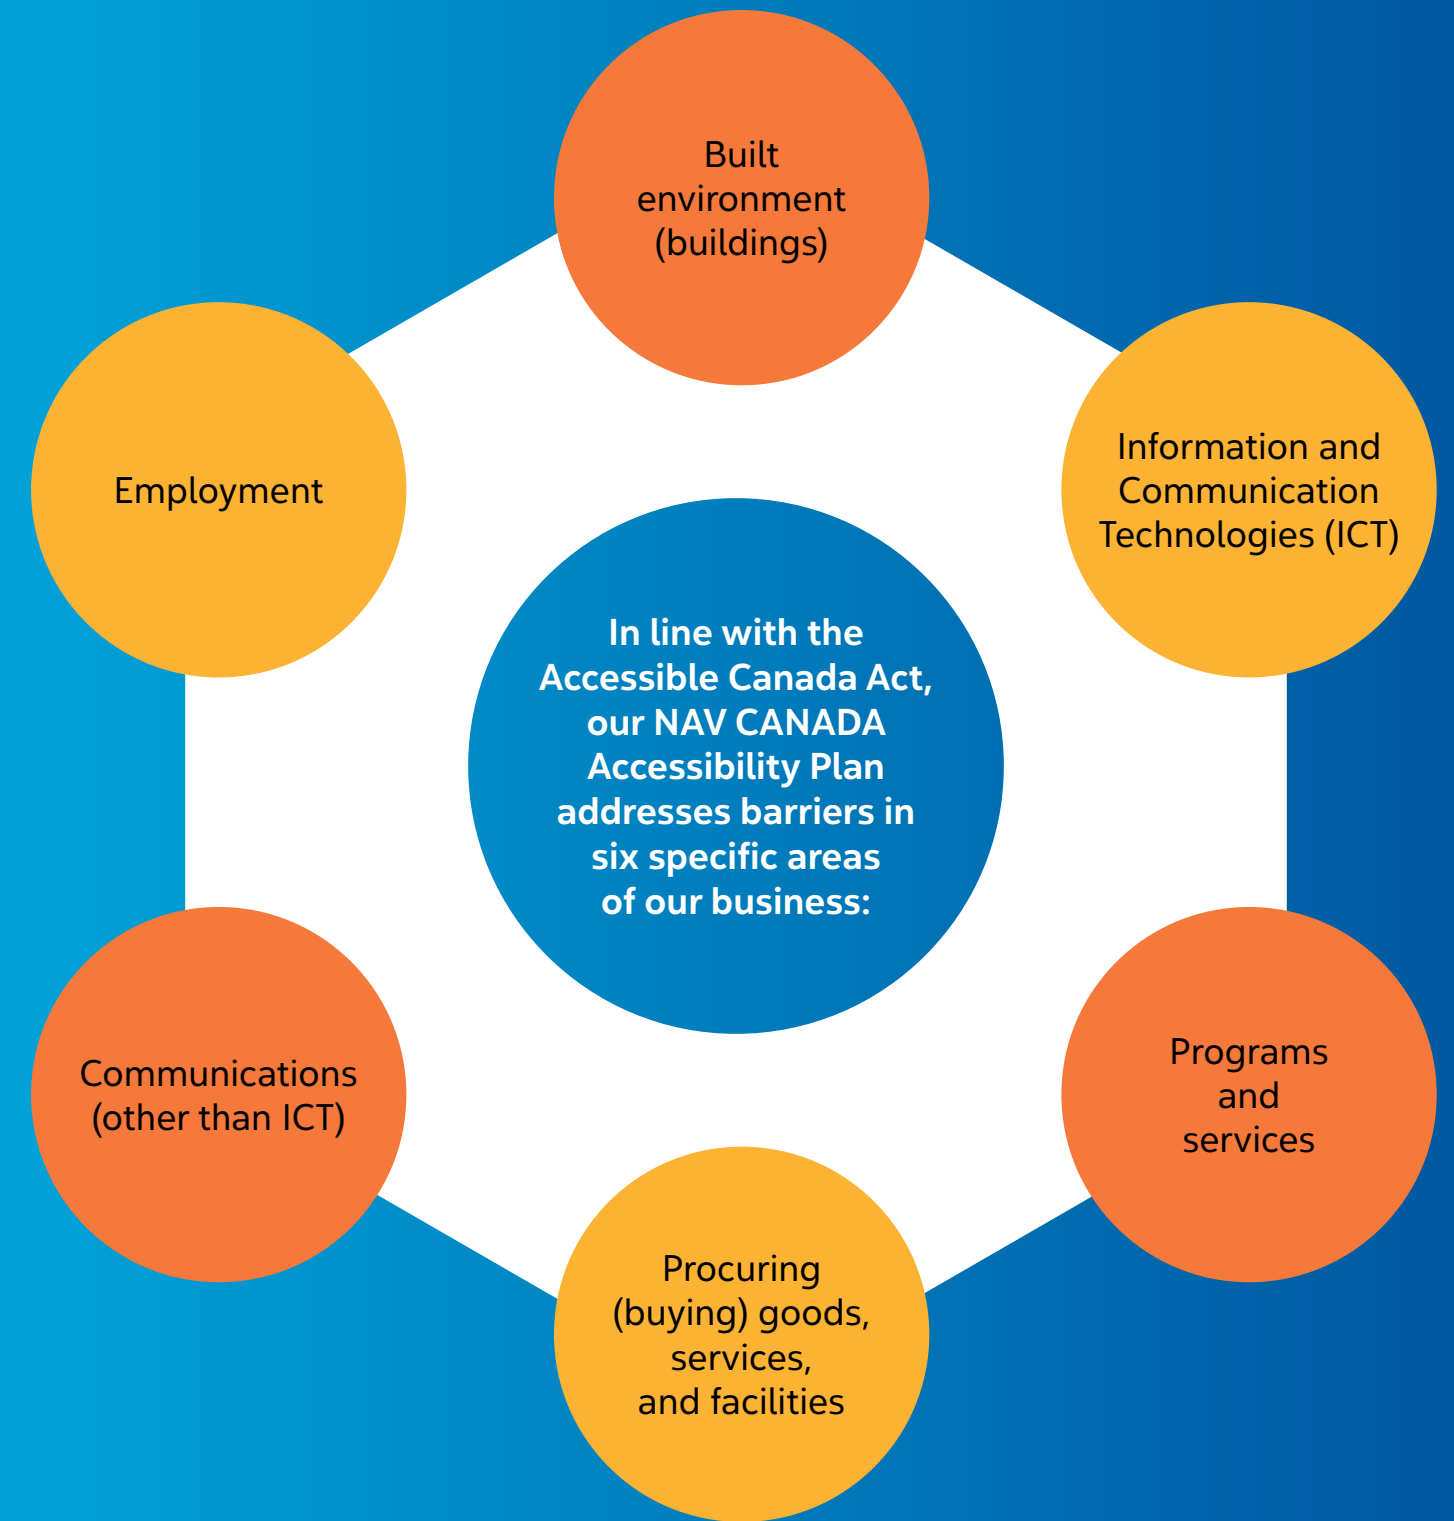 Built
environment
(buildings)
Employment
Information and
Communication
Technologies (ICT)
In line with the
Accessible Canada Act,
our NAV CANADA
Accessibility Plan
addresses barriers in
six specific areas
of our business:
Communications
(other than ICT)
Programs
and
services
Procuring
(buying) goods,
services,
and facilities